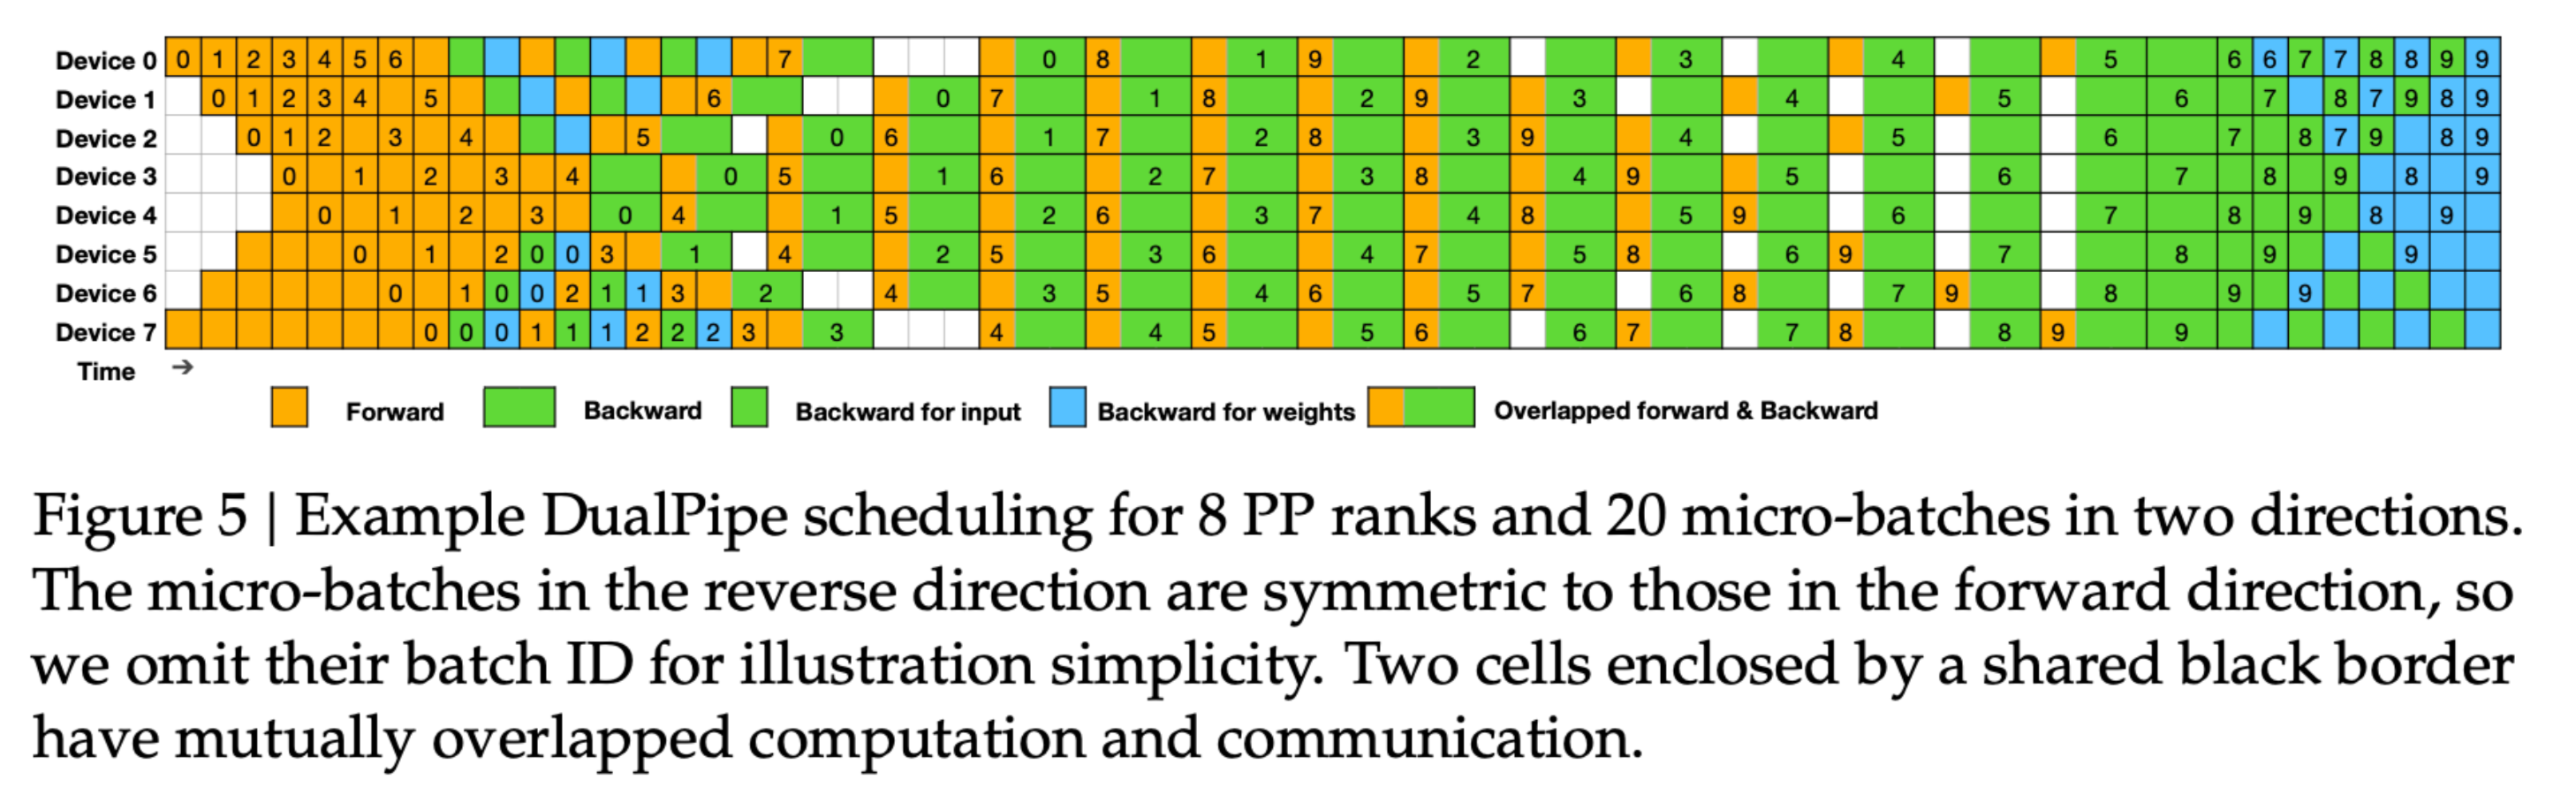 Device 0 0 1 2 3 4 5 6 7 0 8 1 9 2 3 4 5 6 6 7 7 8 8 9 9
Device 1 0 1 2 3 4 5 6 0 7 1 8 2 9 3 4 5 6 7 8 7 9 8 9
Device 2 0 1 2 3 4 5 0 6 1 7 2 8 3 9 4 5 6 7 8 7 9 8 9
Device 3 0 1 2 3 4 0 5 1 6 2 7 3 8 4 9 5 6 7 8 9 8 9
Device 4 0 1 2 3 0 4 1 5 2 6 3 7 4 8 5 9 6 7 8 9 8 9
Device 5 0 1 2 0 0 3 1 4 2 5 3 6 4 7 5 8 6 9 7 8 9 9
Device 6 0 1 0 0 2 1 1 3 2 4 3 5 4 6 5 7 6 8 7 9 8 9 9
Device 7 0 0 0 1 1 1 2 2 2 3 3 4 4 5 5 6 6 7 7 8 8 9 9
Time →
Forward Backward Backward for input Backward for weights Overlapped forward & Backward
Figure 5 | Example DualPipe scheduling for 8 PP ranks and 20 micro-batches in two directions.
The micro-batches in the reverse direction are symmetric to those in the forward direction, so
we omit their batch ID for illustration simplicity. Two cells enclosed by a shared black border
have mutually overlapped computation and communication.